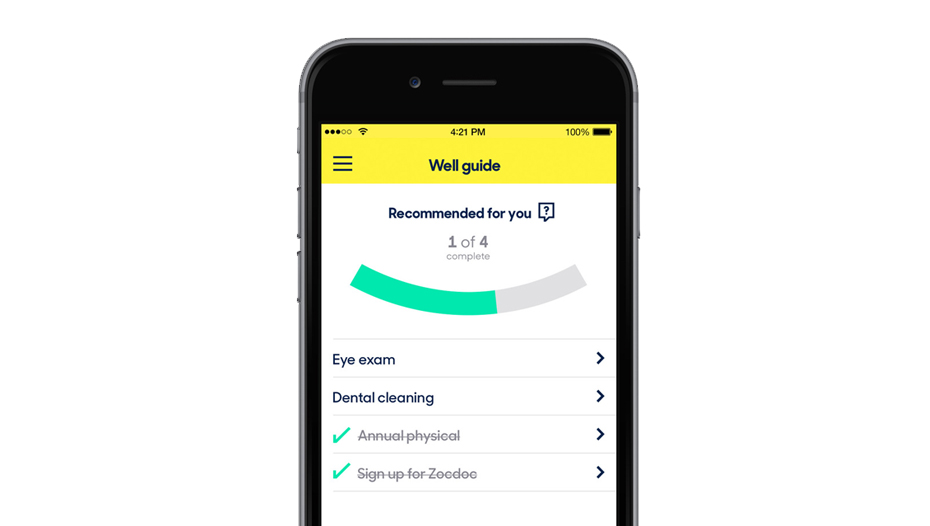 4:21 PM 100%
Well guide
Recommended for you ?
1 of 4
complete
Eye exam
Dental cleaning
Annual physical
Sign up for Zocdoc